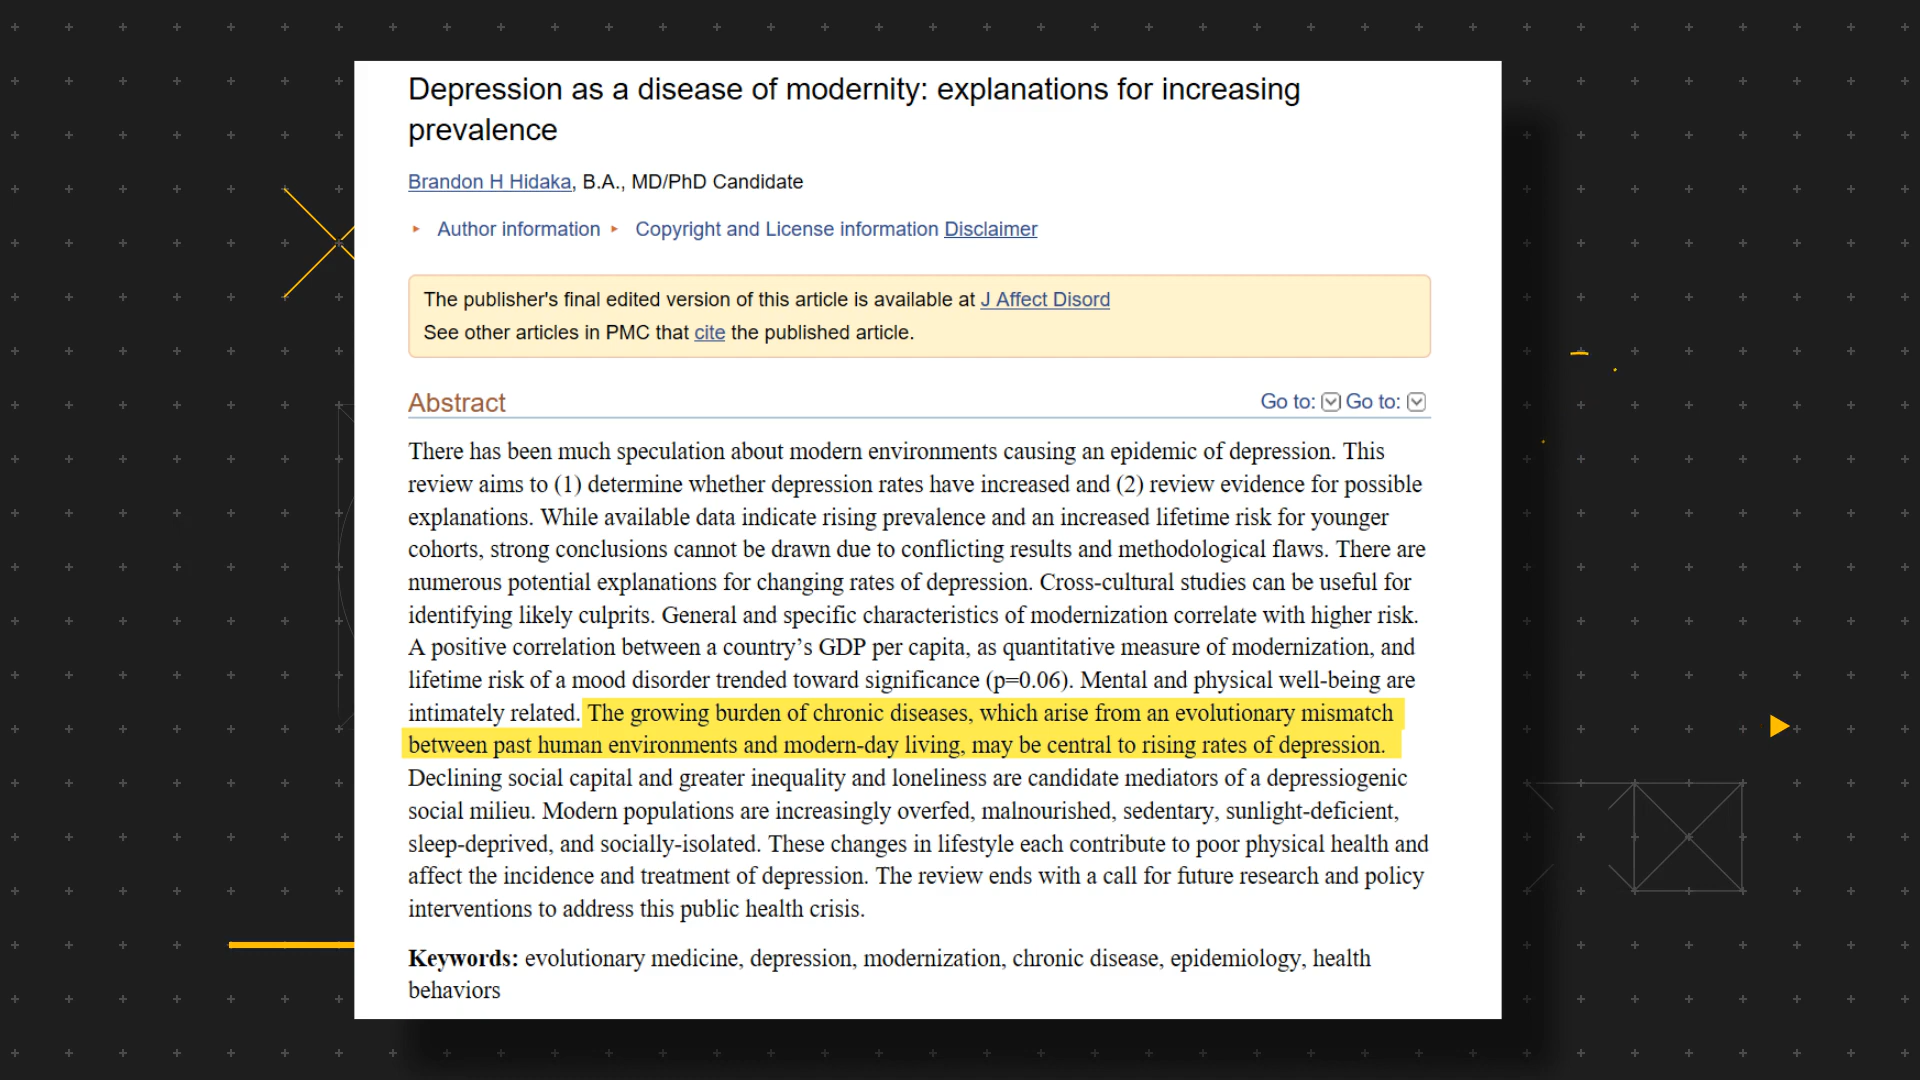 Depression as a disease of modernity: explanations for increasing
prevalence
Brandon H Hidaka, B.A., MD/PhD Candidate
Author information Copyright and License information Disclaimer
The publisher's final edited version of this article is available at J Affect Disord
See other articles in PMC that cite the published article.
Abstract Go to: Go to:
There has been much speculation about modern environments causing an epidemic of depression. This
review aims to (1) determine whether depression rates have increased and (2) review evidence for possible
explanations. While available data indicate rising prevalence and an increased lifetime risk for younger
cohorts, strong conclusions cannot be drawn due to conflicting results and methodological flaws. There are
numerous potential explanations for changing rates of depression. Cross-cultural studies can be useful for
identifying likely culprits. General and specific characteristics of modernization correlate with higher risk.
A positive correlation between a country’s GDP per capita, as quantitative measure of modernization, and
lifetime risk of a mood disorder trended toward significance (p=0.06). Mental and physical well-being are
intimately related. The growing burden of chronic diseases, which arise from an evolutionary mismatch
between past human environments and modern-day living, may be central to rising rates of depression.
Declining social capital and greater inequality and loneliness are candidate mediators of a depressiogenic
social milieu. Modern populations are increasingly overfed, malnourished, sedentary, sunlight-deficient,
sleep-deprived, and socially-isolated. These changes in lifestyle each contribute to poor physical health and
affect the incidence and treatment of depression. The review ends with a call for future research and policy
interventions to address this public health crisis.
Keywords: evolutionary medicine, depression, modernization, chronic disease, epidemiology, health
behaviors